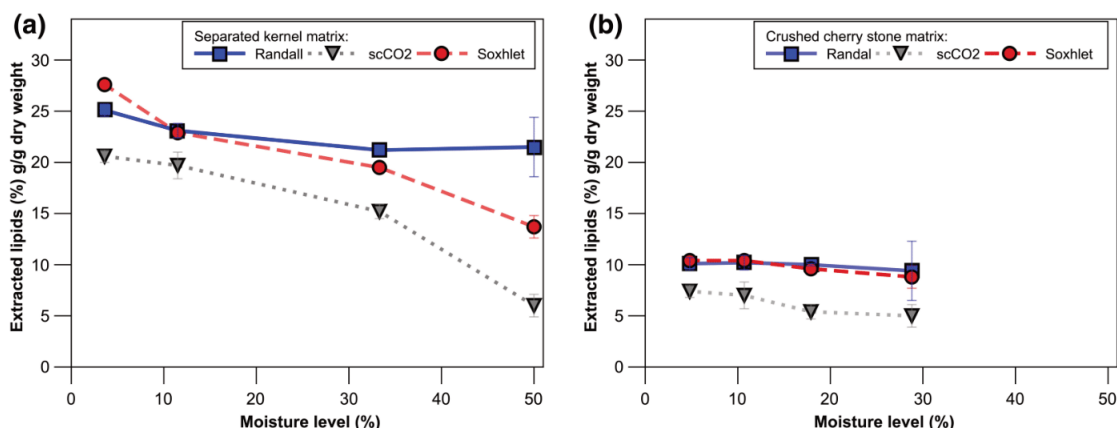 (a)
Separated kernel matrix:
Randall scCO2 Soxhlet
30
25
20
15
10
5
0
Extracted lipids (%) g/g dry weight
0 10 20 30 40 50
Moisture level (%)
(b)
Crushed cherry stone matrix:
Randal scCO2 Soxhlet
30
25
20
15
10
5
0
Extracted lipids (%) g/g dry weight
0 10 20 30 40 50
Moisture level (%)